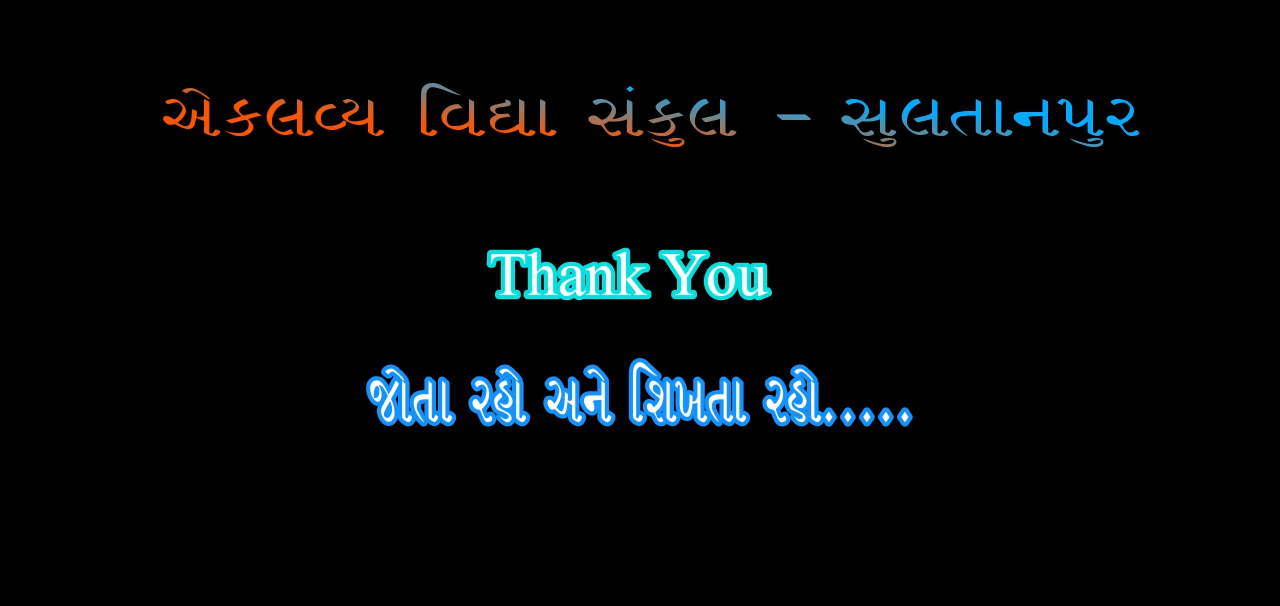 એકલવ્ય વિદ્યા સંકુલ - સુલતાનપુર
Thank You
જોતા રહો અને શિખતા રહો.....